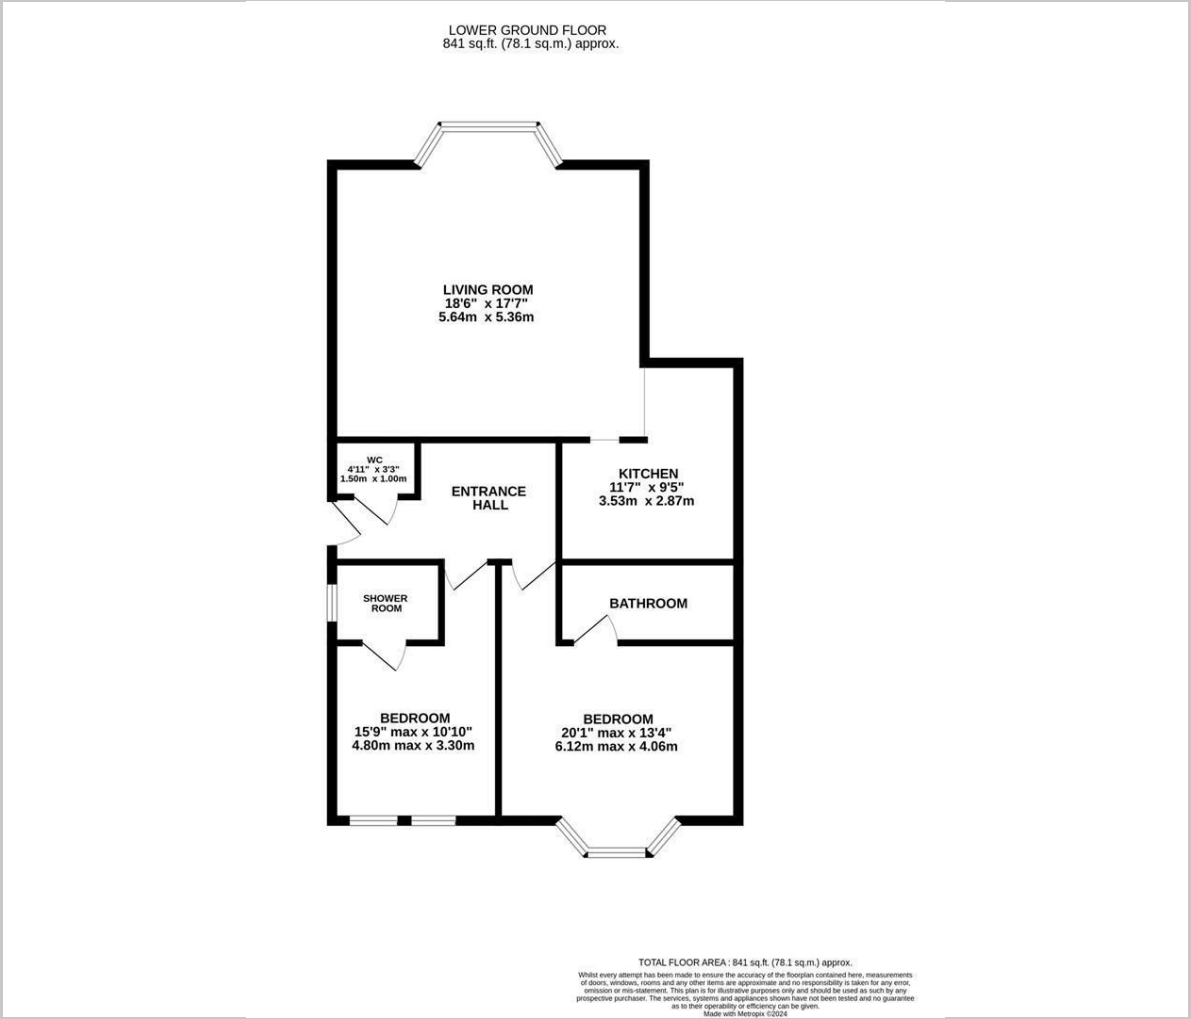 LOWER GROUND FLOOR
841 sq.ft. (78.1 sq.m.) approx.
LIVING ROOM
18'6" x 17'7"
5.64m x 5.36m
WC
4'11" x 3'3"
1.50m x 1.00m
ENTRANCE
HALL
KITCHEN
11'7" x 9'5"
3.53m x 2.87m
SHOWER
ROOM
BATHROOM
BEDROOM
15'9" max x 10'10"
4.80m max x 3.30m
BEDROOM
20'1" max x 13'4"
6.12m max x 4.06m
TOTAL FLOOR AREA : 841 sq.ft. (78.1 sq.m.) approx.
Whilst every attempt has been made to ensure the accuracy of the floorplan contained here, measurements
of doors, windows, rooms and any other items are approximate and no responsibility is taken for any error,
omission or mis-statement. This plan is for illustrative purposes only and should be used as such by any
prospective purchaser. The services, systems and appliances shown have not been tested and no guarantee
as to their operability or efficiency can be given.
Made with Metropix ©2024